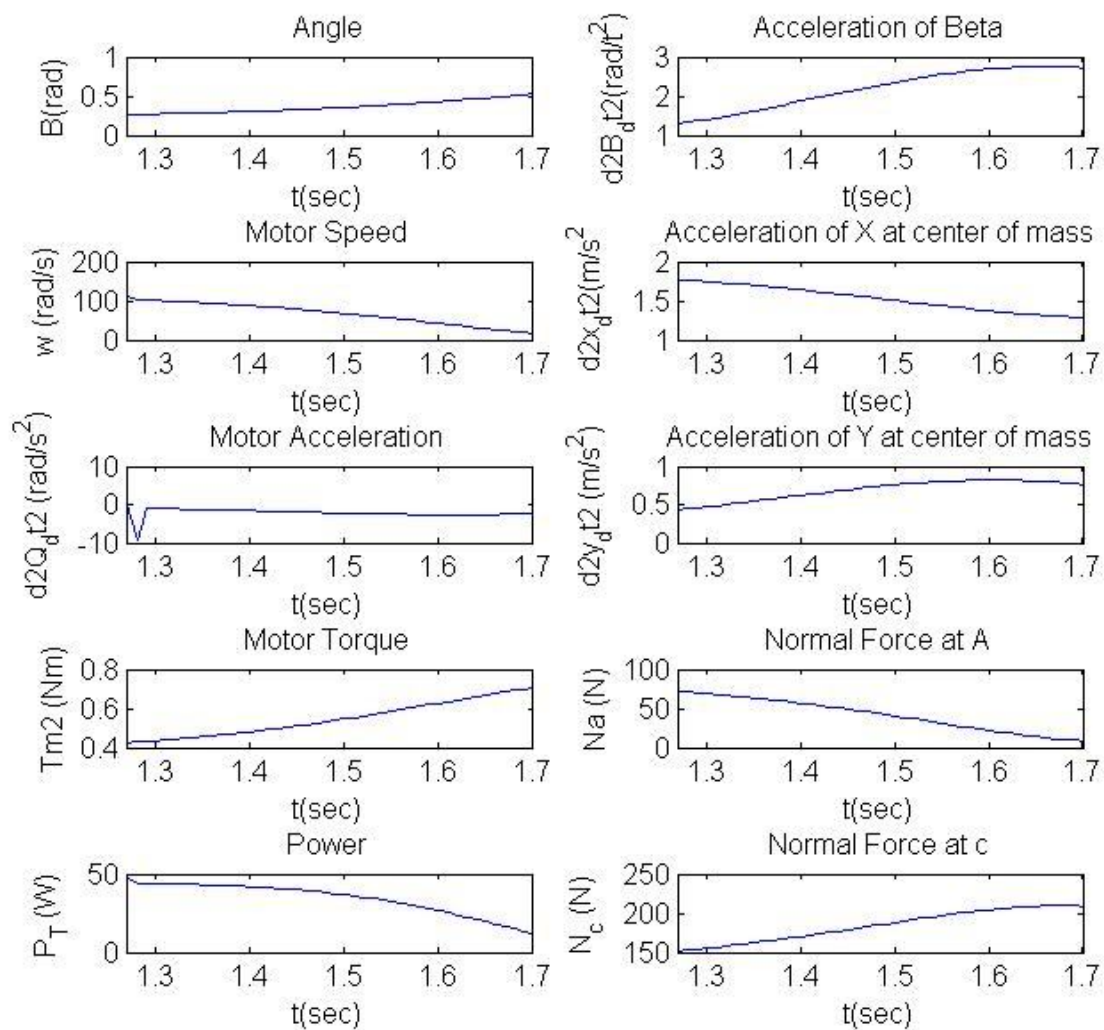 Angle
B(rad)
1
0.5
0
1.3 1.4 1.5 1.6 1.7
t(sec)
Acceleration of Beta
d2B_dt2(rad/t²)
3
2
1
1.3 1.4 1.5 1.6 1.7
t(sec)
Motor Speed
w (rad/s)
200
100
0
1.3 1.4 1.5 1.6 1.7
t(sec)
Acceleration of X at center of mass
d2x_dt2(m/s²
2
1.5
1
1.3 1.4 1.5 1.6 1.7
t(sec)
Motor Acceleration
d2Q_dt2 (rad/s²)
10
0
-10
1.3 1.4 1.5 1.6 1.7
t(sec)
Acceleration of Y at center of mass
d2y_dt2 (m/s²)
1
0.5
0
1.3 1.4 1.5 1.6 1.7
t(sec)
Motor Torque
Tm2 (Nm)
0.8
0.6
0.4
1.3 1.4 1.5 1.6 1.7
t(sec)
Normal Force at A
Na (N)
100
50
0
1.3 1.4 1.5 1.6 1.7
t(sec)
Power
P_T (W)
50
0
1.3 1.4 1.5 1.6 1.7
t(sec)
Normal Force at c
N_c (N)
250
200
150
1.3 1.4 1.5 1.6 1.7
t(sec)